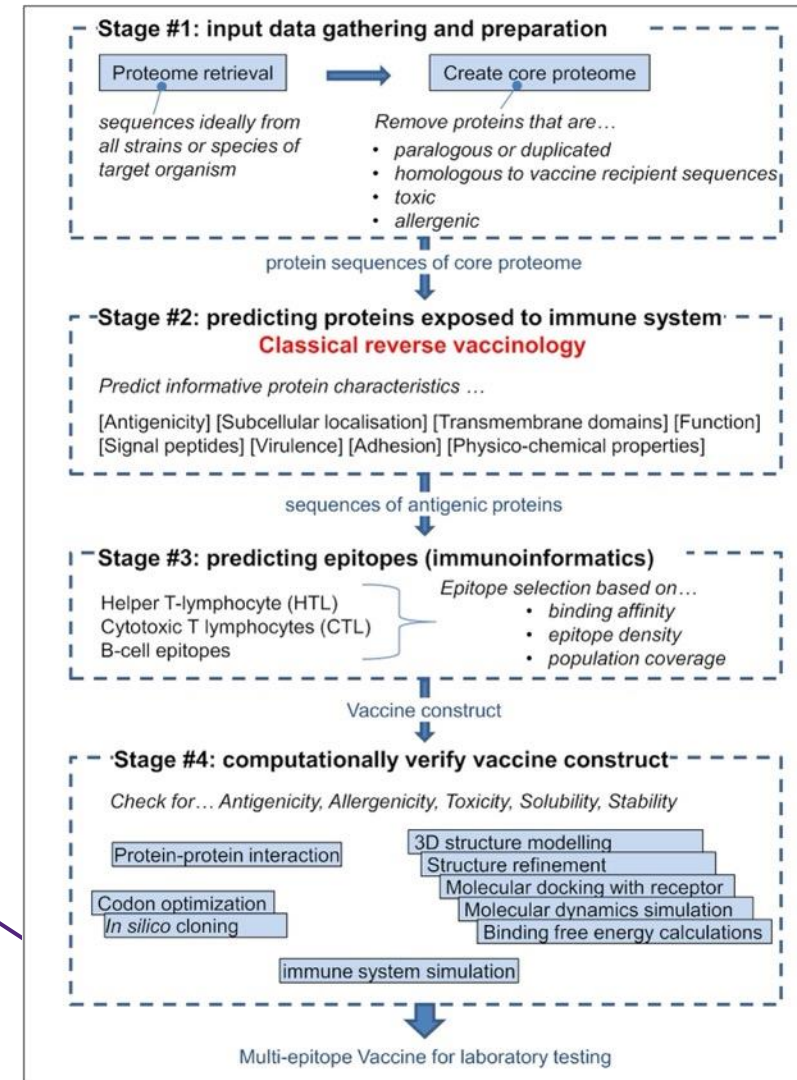 Stage #1: input data gathering and preparation
Proteome retrieval
Create core proteome
sequences ideally from
all strains or species of
target organism
Remove proteins that are…
• paralogous or duplicated
• homologous to vaccine recipient sequences
• toxic
• allergenic
protein sequences of core proteome
Stage #2: predicting proteins exposed to immune system
Classical reverse vaccinology
Predict informative protein characteristics …
[Antigenicity] [Subcellular localisation] [Transmembrane domains] [Function]
[Signal peptides] [Virulence] [Adhesion] [Physico-chemical properties]
sequences of antigenic proteins
Stage #3: predicting epitopes (immunoinformatics)
Helper T-lymphocyte (HTL)
Cytotoxic T lymphocytes (CTL)
B-cell epitopes
Epitope selection based on…
• binding affinity
• epitope density
• population coverage
Vaccine construct
Stage #4: computationally verify vaccine construct
Check for… Antigenicity, Allergenicity, Toxicity, Solubility, Stability
Protein-protein interaction
Codon optimization
In silico cloning
3D structure modelling
Structure refinement
Molecular docking with receptor
Molecular dynamics simulation
Binding free energy calculations
immune system simulation
Multi-epitope Vaccine for laboratory testing